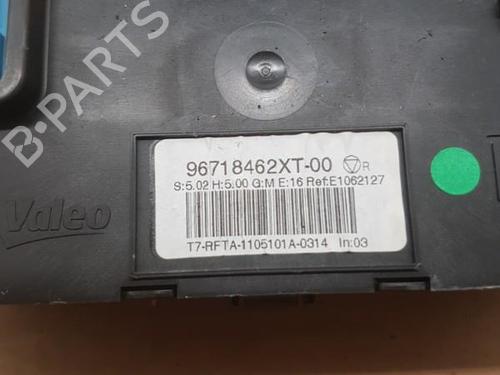 B-PARTS
96718462XT-00 R
S:5.02 H:5.00 G:M E:16 Ref:E1062127
Valeo
T7-RFTA-1105101A-0314 In:03